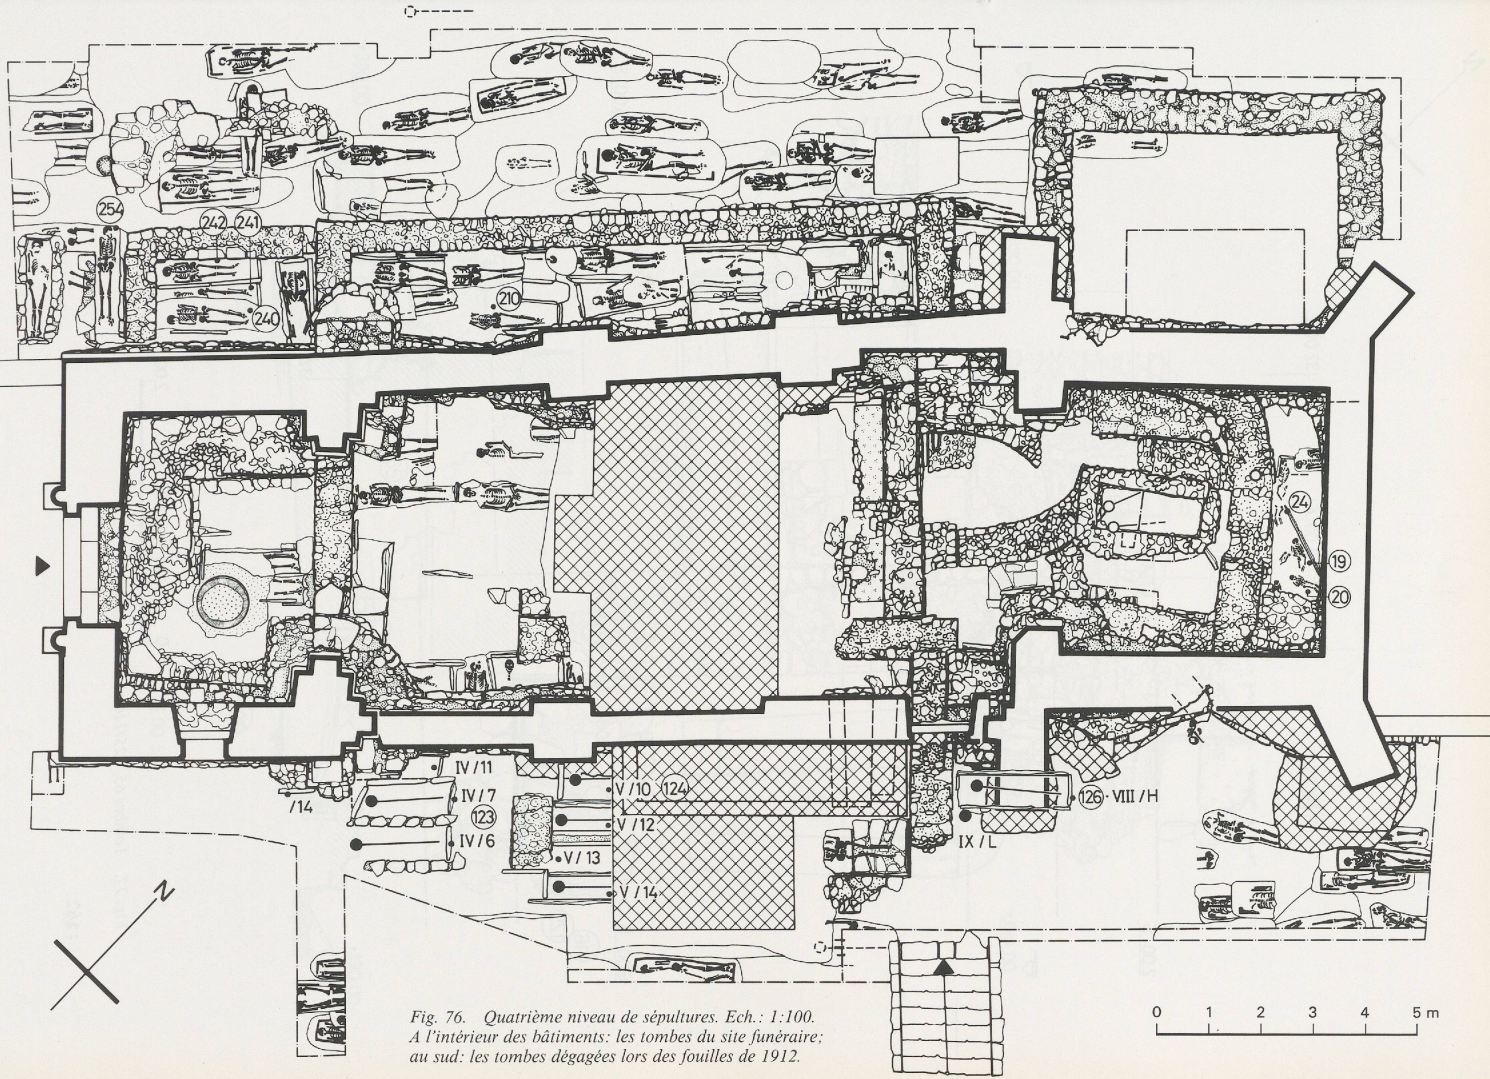 254
242 241
240
210
24
19
20
IV/11
IV/7
123
IV/6
/14
V/10 124
V/12
V/13
V/14
126 VIII/H
IX/L
H
N
0 1 2 3 4 5 m
Fig. 76. Quatrième niveau de sépultures. Ech.: 1:100.
A l'intérieur des bâtiments: les tombes du site funéraire;
au sud: les tombes dégagées lors des fouilles de 1912.